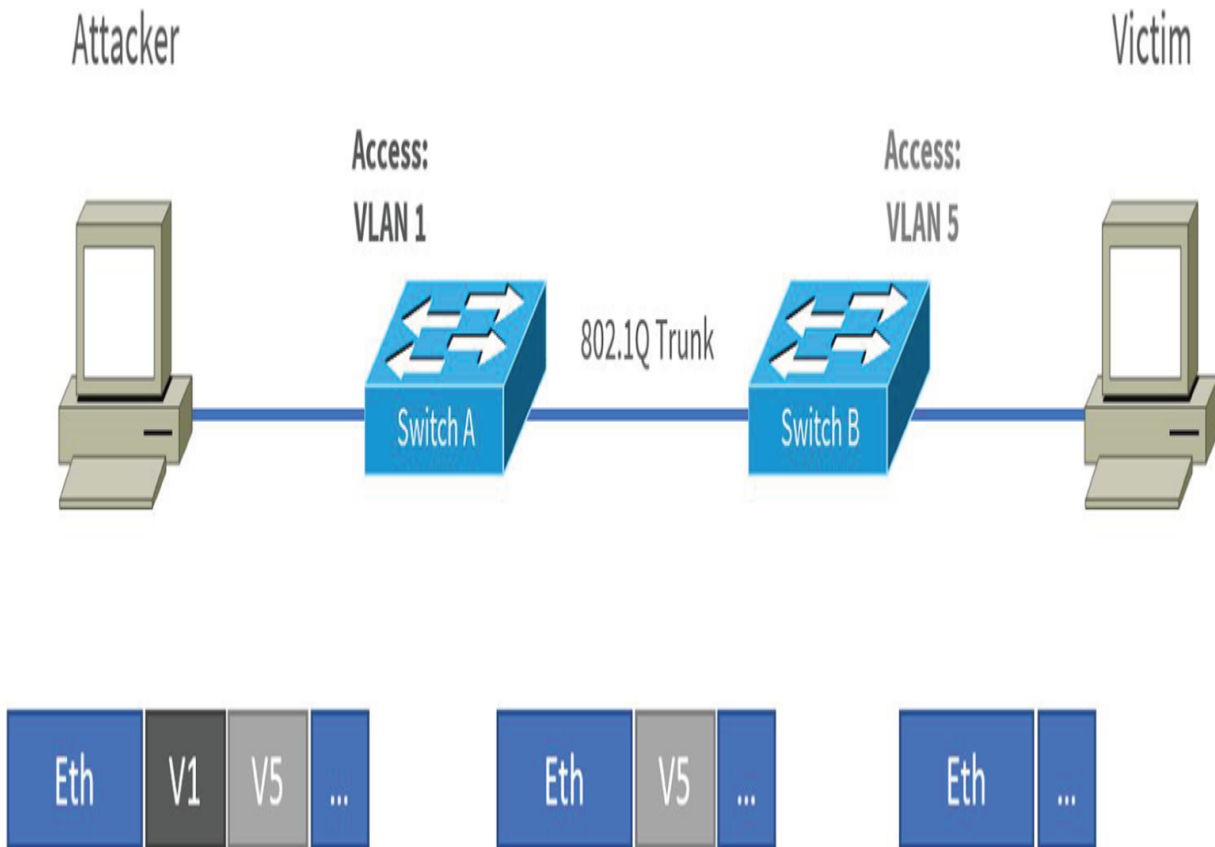 Attacker
Victim
Access:
VLAN 1
Access:
VLAN 5
802.1Q Trunk
Switch A
Switch B
Eth V1 V5 ...
Eth V5 ...
Eth ...